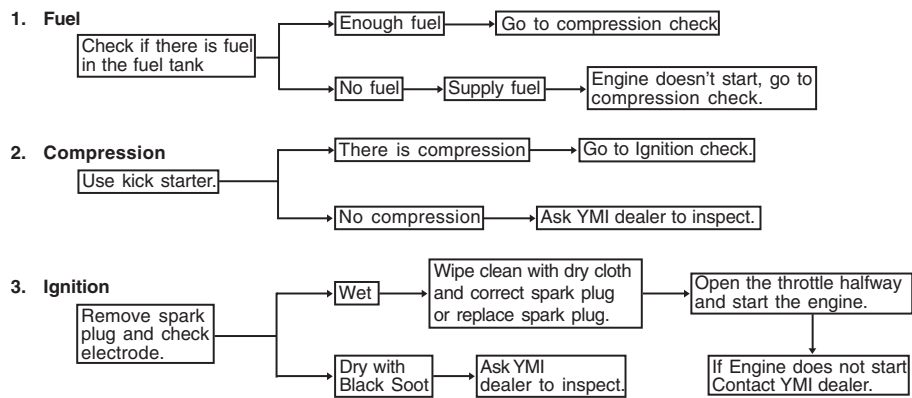 1. Fuel
Check if there is fuel
in the fuel tank
Enough fuel
Go to compression check
No fuel
Supply fuel
Engine doesn't start, go to
compression check.
2. Compression
Use kick starter.
There is compression
Go to Ignition check.
No compression
Ask YMI dealer to inspect.
3. Ignition
Remove spark
plug and check
electrode.
Wet
Wipe clean with dry cloth
and correct spark plug
or replace spark plug.
Open the throttle halfway
and start the engine.
If Engine does not start
Contact YMI dealer.
Dry with
Black Soot
Ask YMI
dealer to inspect.